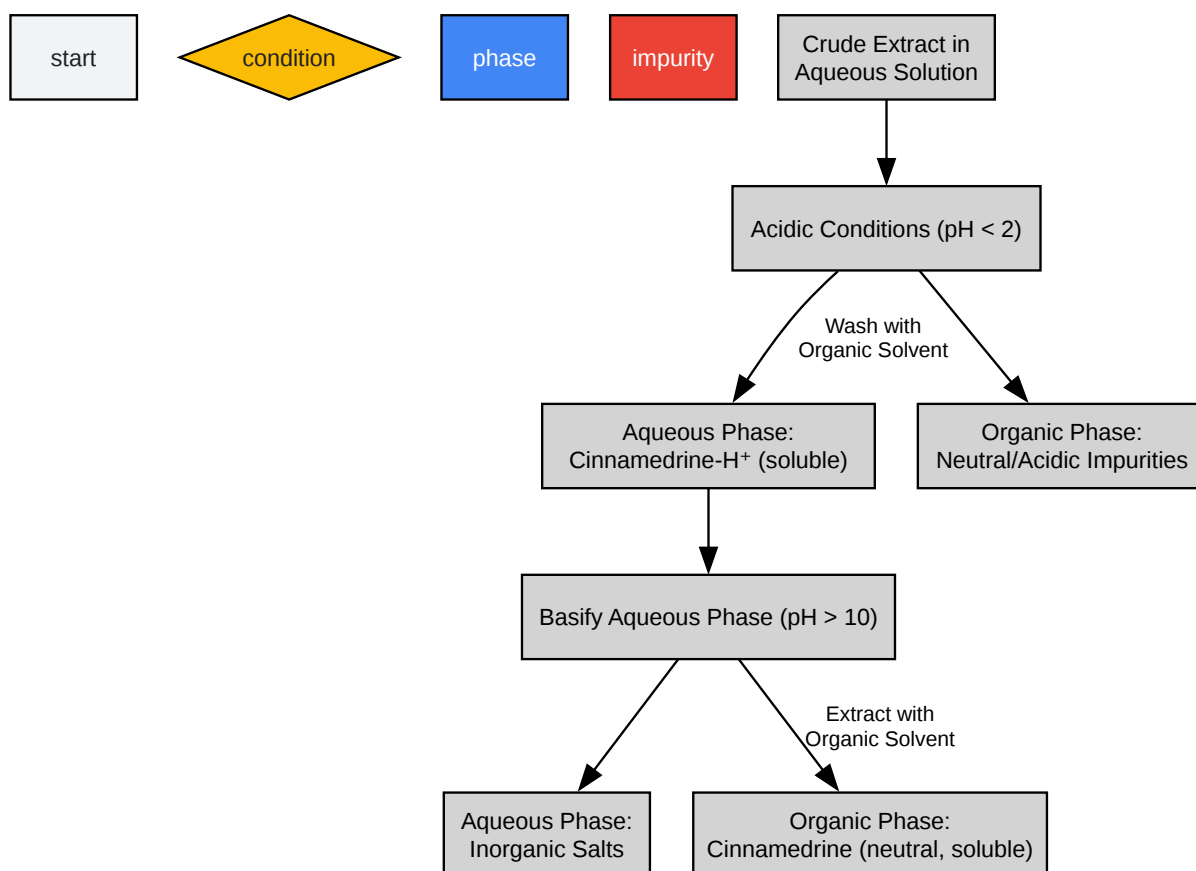 start
condition
phase
impurity
Crude Extract in
Aqueous Solution
Acidic Conditions (pH < 2)
Wash with
Organic Solvent
Aqueous Phase:
Cinnamedrine-H⁺ (soluble)
Organic Phase:
Neutral/Acidic Impurities
Basify Aqueous Phase (pH > 10)
Extract with
Organic Solvent
Aqueous Phase:
Inorganic Salts
Organic Phase:
Cinnamedrine (neutral, soluble)